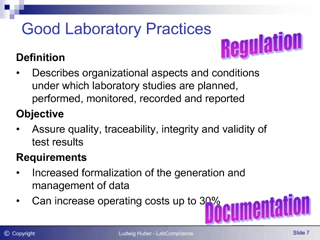 Good Laboratory Practices
Regulation
Definition
• Describes organizational aspects and conditions
under which laboratory studies are planned,
performed, monitored, recorded and reported
Objective
• Assure quality, traceability, integrity and validity of
test results
Requirements
• Increased formalization of the generation and
management of data
• Can increase operating costs up to 30%
Documentation
© Copyright
Ludwig Huber - LabCompliance
Slide 7